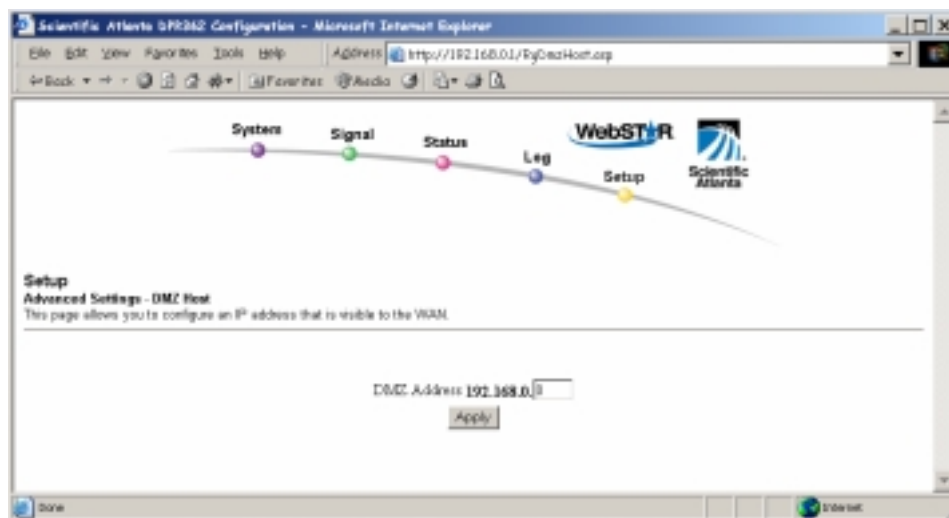 Scientific Atlanta DPR362 Configuration - Microsoft Internet Explorer
File Edit View Favorites Tools Help Address http://192.168.0.1/RgDmzHost.asp
Back Favorites Media
System
Signal
Status
Log
Setup
WebSTAR
Scientific
Atlanta
Setup
Advanced Settings - DMZ Host
This page allows you to configure an IP address that is visible to the WAN.
DMZ Address 192.168.0.0
Apply
Done
Internet